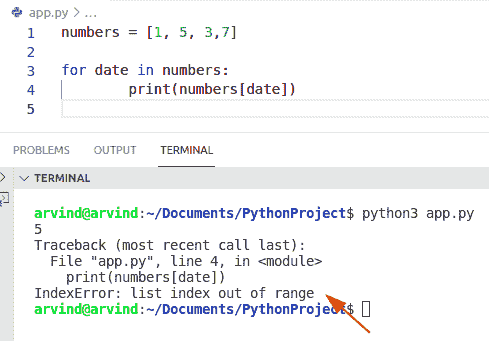 app.py > ...
1 numbers = [1, 5, 3,7]
2
3 for date in numbers:
4 print(numbers[date])
5
PROBLEMS OUTPUT TERMINAL
TERMINAL
arvind@arvind:~/Documents/PythonProject$ python3 app.py
5
Traceback (most recent call last):
File "app.py", line 4, in <module>
print(numbers[date])
IndexError: list index out of range
arvind@arvind:~/Documents/PythonProject$